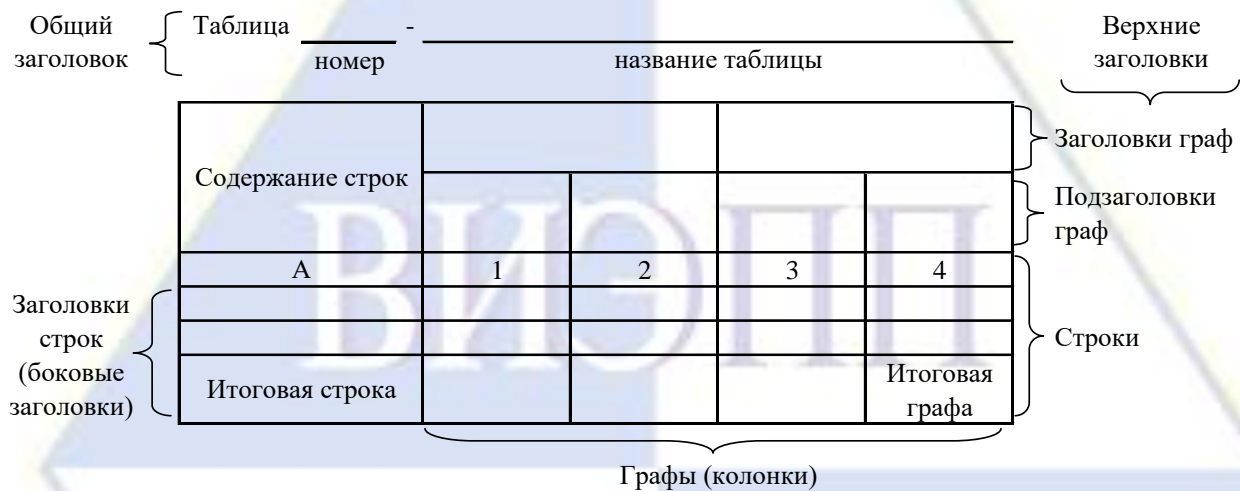 Общий
заголовок
Таблица -
номер
название таблицы
Верхние
заголовки
Заголовки граф
Содержание строк
Подзаголовки
граф
А 1 2 3 4
Заголовки
строк
(боковые
заголовки)
Строки
Итоговая строка
Итоговая
графа
Графы (колонки)
ВИЭПП